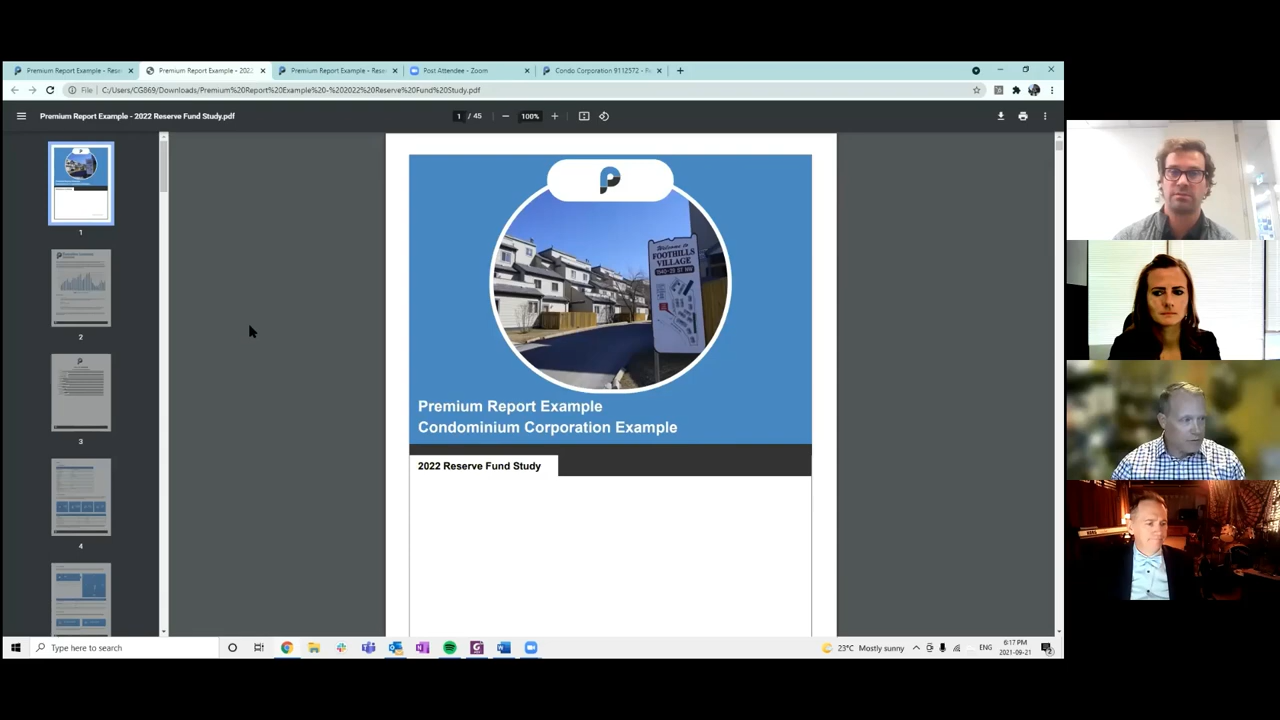 Premium Report Example - Rese
Premium Report Example - 2022
Premium Report Example - Rese
Post Attendee - Zoom
Condo Corporation 9112572 - R
File
C:/Users/CG869/Downloads/Premium%20Report%20Example%20-%202022%20Reserve%20Fund%20Study.pdf
Premium Report Example - 2022 Reserve Fund Study.pdf
1 / 45
100%
1
2
3
4
Welcome to
FOOTHILLS
VILLAGE
Premium Report Example
Condominium Corporation Example
2022 Reserve Fund Study
Type here to search
23°C Mostly sunny
ENG
6:17 PM
2021-09-21